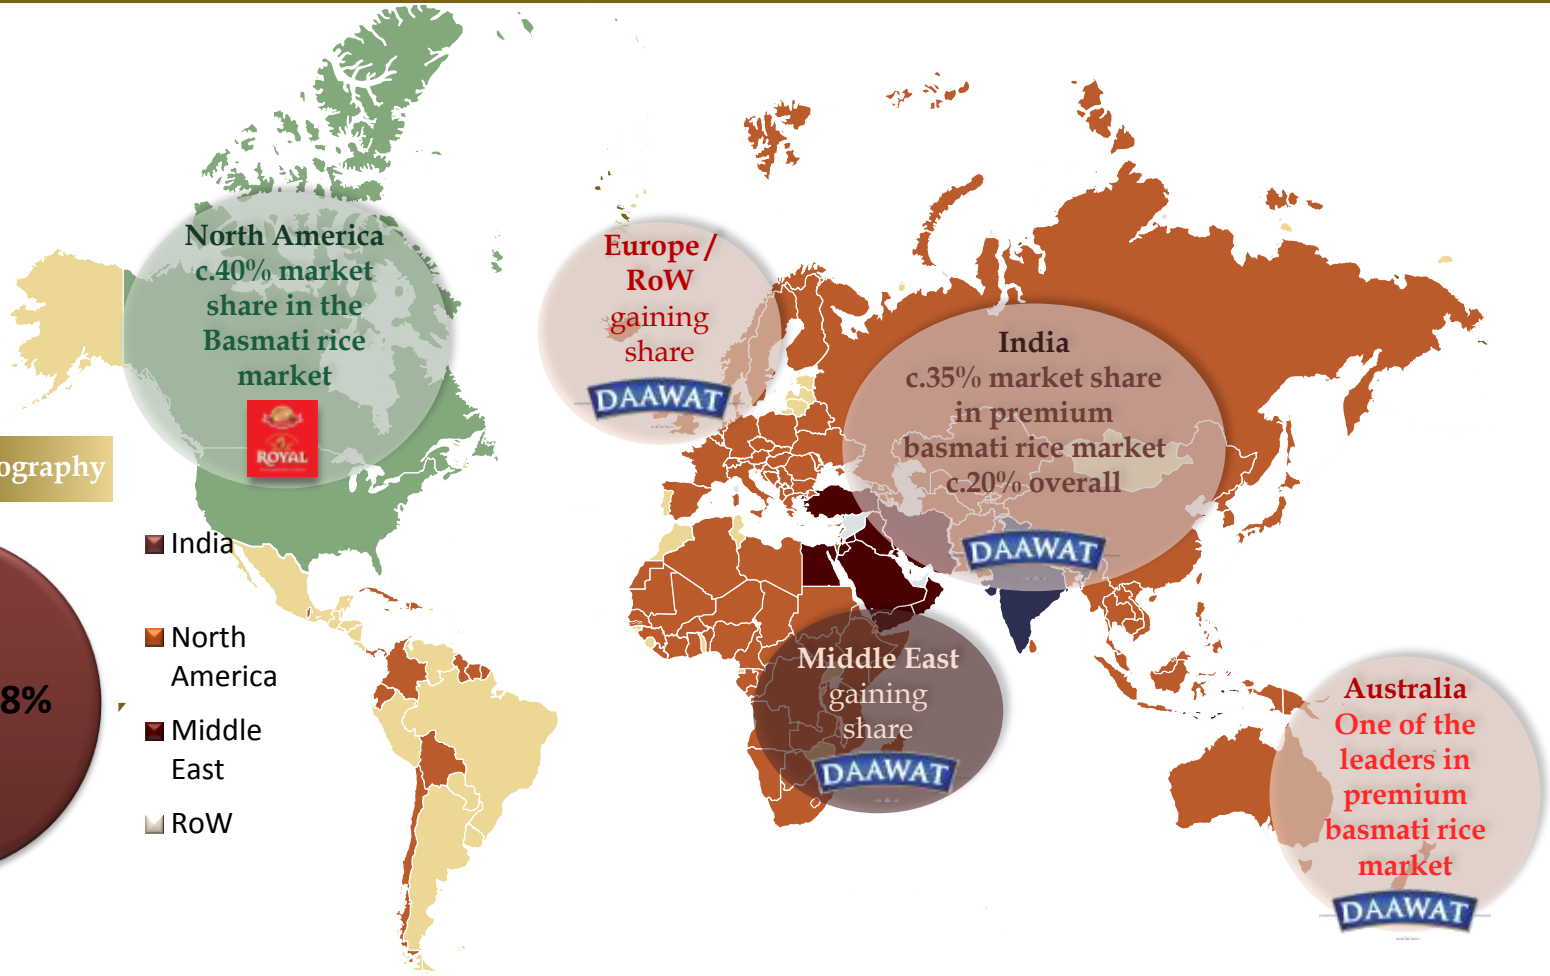 North America
c.40% market
share in the
Basmati rice
market
ROYAL
Europe /
RoW
gaining
share
DAAWAT
India
c.35% market share
in premium
basmati rice market
c.20% overall
DAAWAT
ography
India
North
America
Middle
East
RoW
8%
Middle East
gaining
share
DAAWAT
Australia
One of the
leaders in
premium
basmati rice
market
DAAWAT